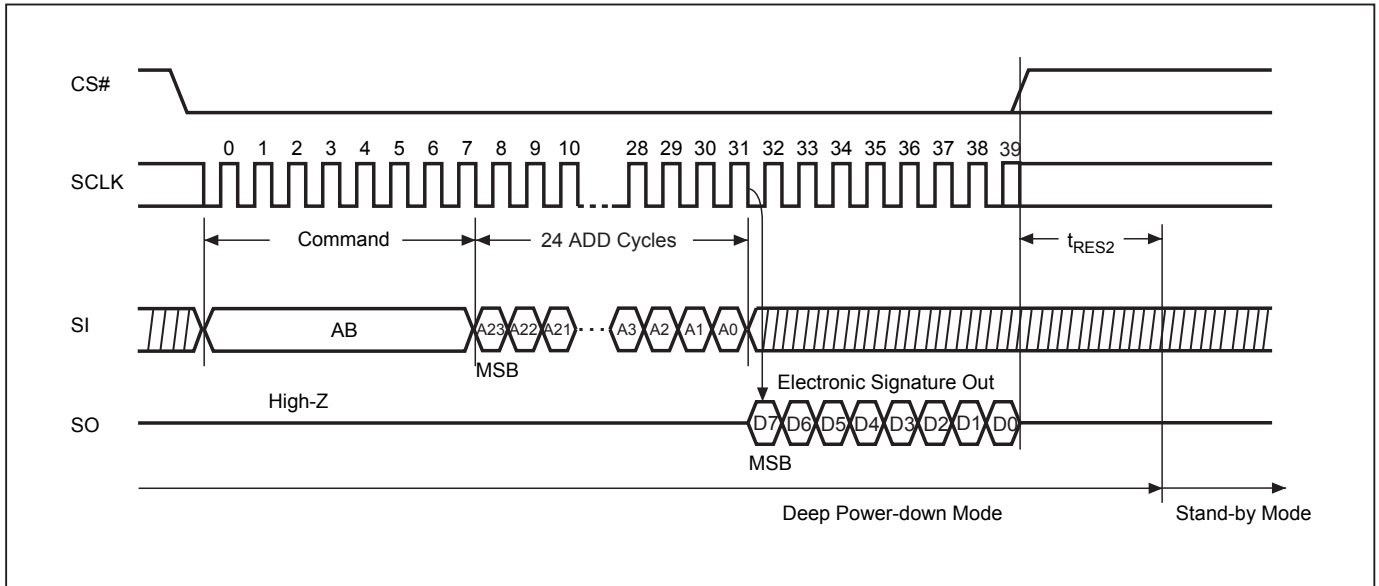 CS#
0 1 2 3 4 5 6 7 8 9 10 28 29 30 31 32 33 34 35 36 37 38 39
SCLK
Command 24 ADD Cycles tRES2
SI AB A23 A22 A21 A3 A2 A1 A0
MSB
Electronic Signature Out
High-Z
SO D7 D6 D5 D4 D3 D2 D1 D0
MSB
Deep Power-down Mode Stand-by Mode